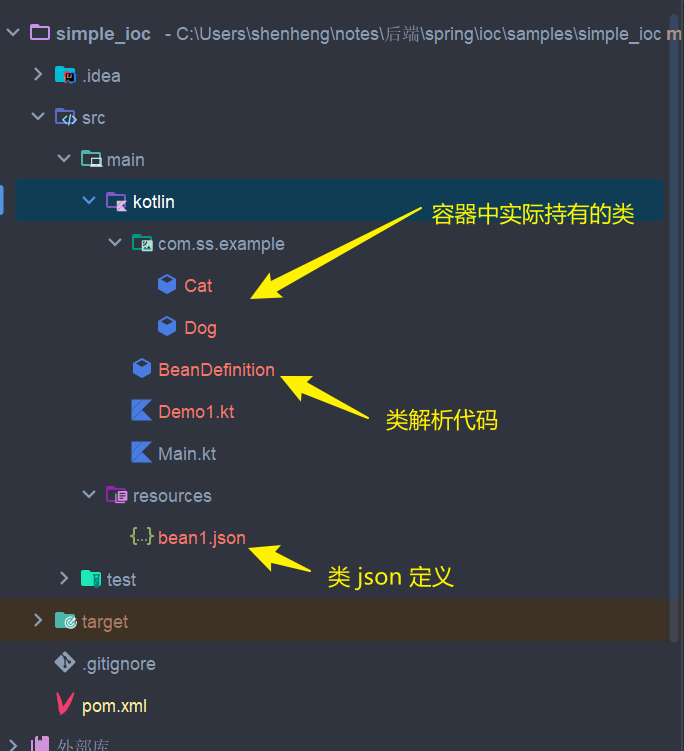 simple_ioc - C:\Users\shenheng\notes\后端\spring\ioc\samples\simple_ioc m
.idea
src
main
kotlin
容器中实际持有的类
com.ss.example
Cat
Dog
BeanDefinition
Demo1.kt
类解析代码
Main.kt
resources
{...} bean1.json
类 json 定义
test
target
.gitignore
pom.xml
外部库